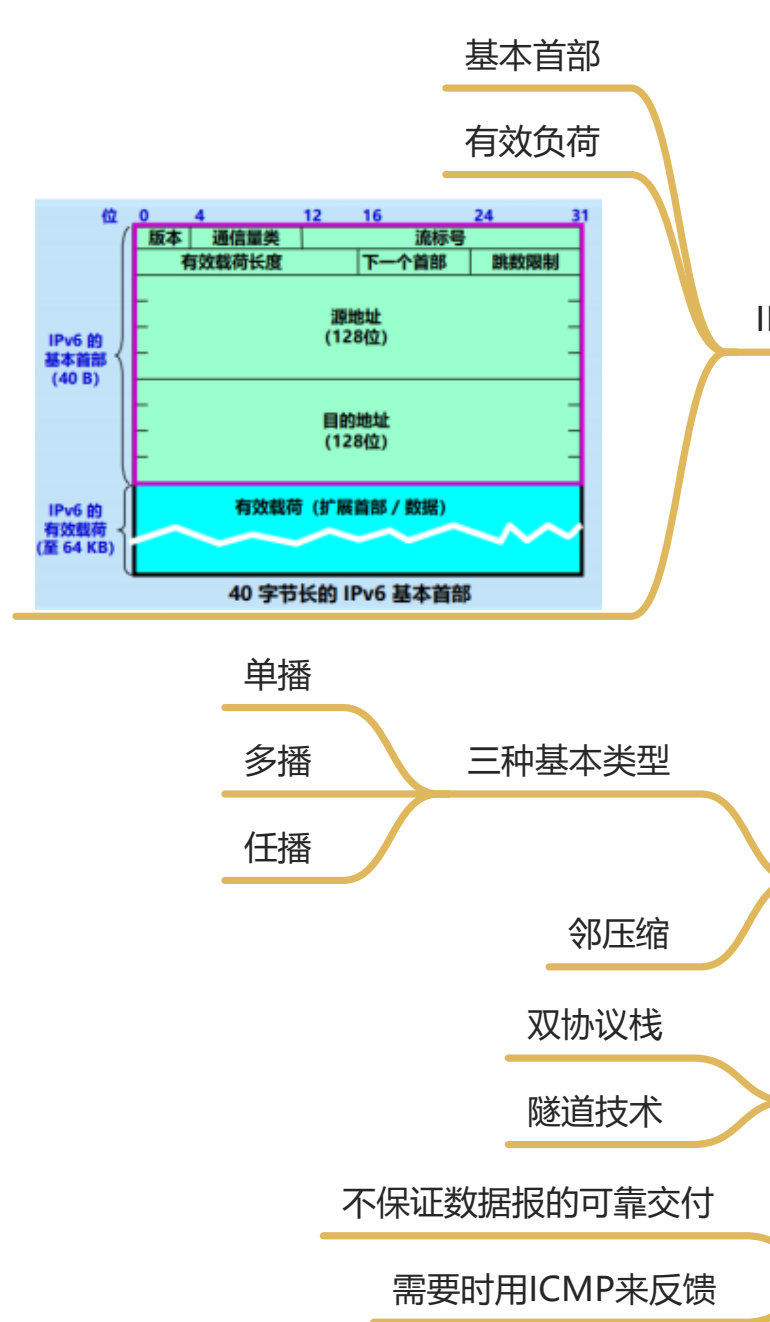 基本首部
有效负荷
位 0 4 12 16 24 31
版本 通信量类 流标号
有效载荷长度 下一个首部 跳数限制
源地址
(128位)
IPv6 的
基本首部
(40 B)
目的地址
(128位)
有效载荷（扩展首部 / 数据）
IPv6 的
有效载荷
(至 64 KB)
40 字节长的 IPv6 基本首部
单播
多播
三种基本类型
任播
邻压缩
双协议栈
隧道技术
不保证数据报的可靠交付
需要时用ICMP来反馈